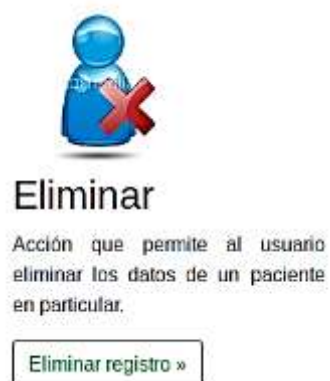 Eliminar
Acción que permite al usuario
eliminar los datos de un paciente
en particular.
Eliminar registro »